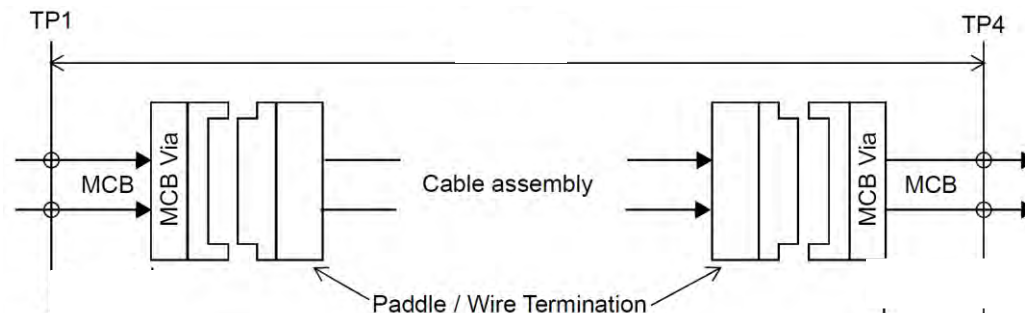 TP1
TP4
MCB
MCB Via
Cable assembly
MCB Via
MCB
Paddle / Wire Termination